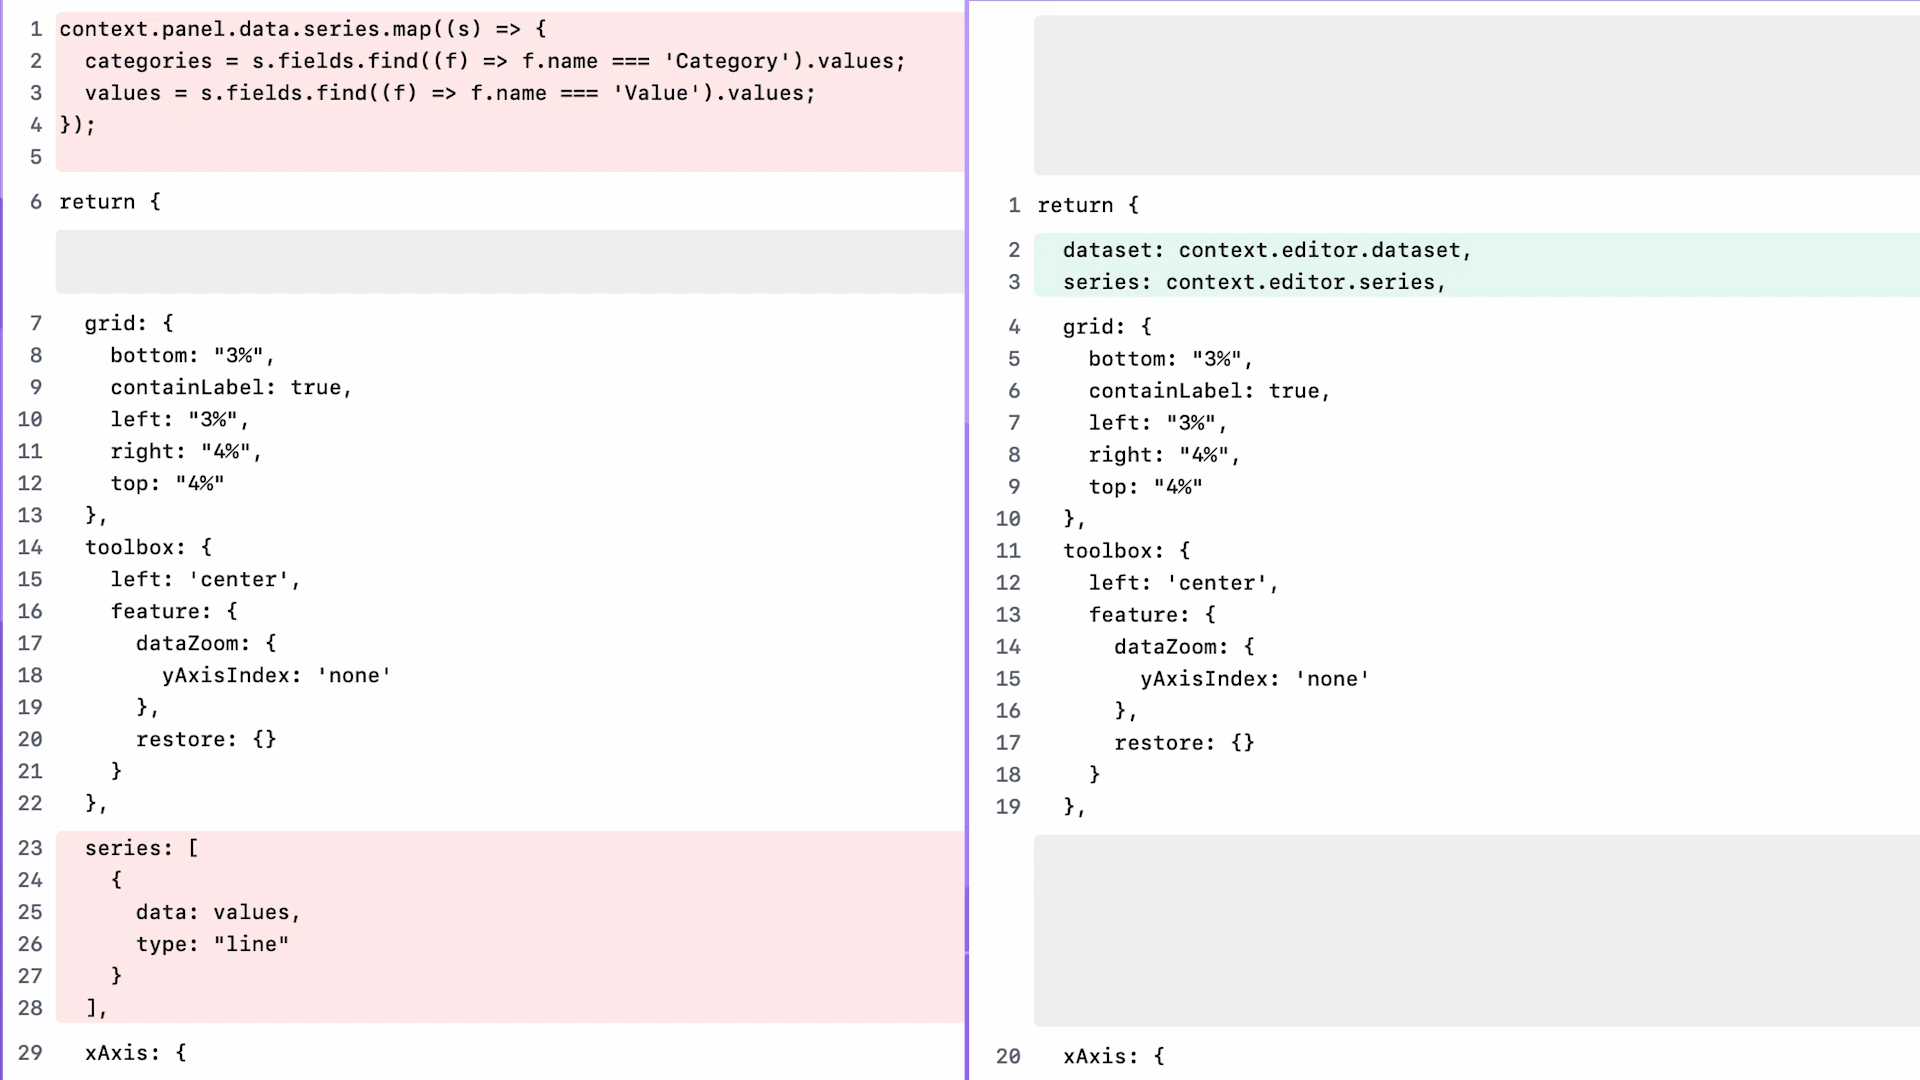 1 context.panel.data.series.map((s) => {
2   categories = s.fields.find((f) => f.name === 'Category').values;
3   values = s.fields.find((f) => f.name === 'Value').values;
4 });
5
6 return {
7   grid: {
8     bottom: "3%",
9     containLabel: true,
10     left: "3%",
11     right: "4%",
12     top: "4%"
13   },
14   toolbox: {
15     left: 'center',
16     feature: {
17       dataZoom: {
18         yAxisIndex: 'none'
19       },
20       restore: {}
21     }
22   },
23   series: [
24     {
25       data: values,
26       type: "line"
27     }
28   ],
29   xAxis: {
1 return {
2   dataset: context.editor.dataset,
3   series: context.editor.series,
4   grid: {
5     bottom: "3%",
6     containLabel: true,
7     left: "3%",
8     right: "4%",
9     top: "4%"
10   },
11   toolbox: {
12     left: 'center',
13     feature: {
14       dataZoom: {
15         yAxisIndex: 'none'
16       },
17       restore: {}
18     }
19   },
20   xAxis: {